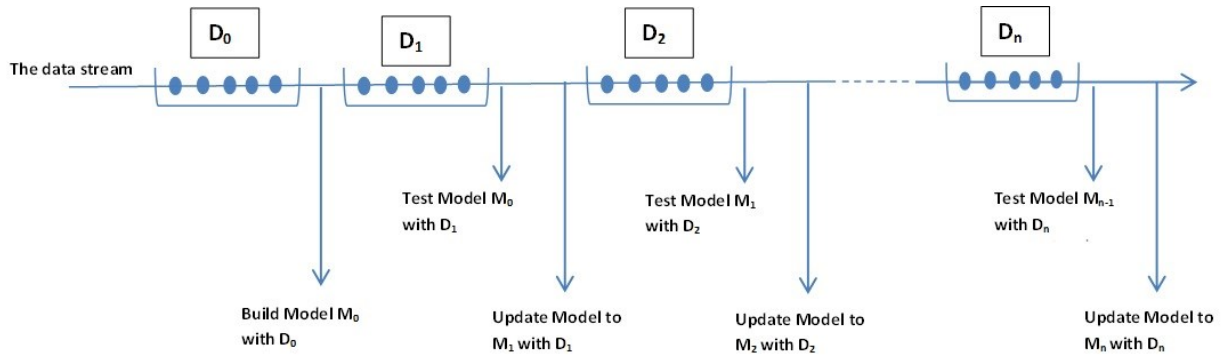 D₀
D₁
D₂
Dₙ
The data stream
Test Model M₀
with D₁
Test Model M₁
with D₂
Test Model Mₙ₋₁
with Dₙ
Build Model M₀
with D₀
Update Model to
M₁ with D₁
Update Model to
M₂ with D₂
Update Model to
Mₙ with Dₙ